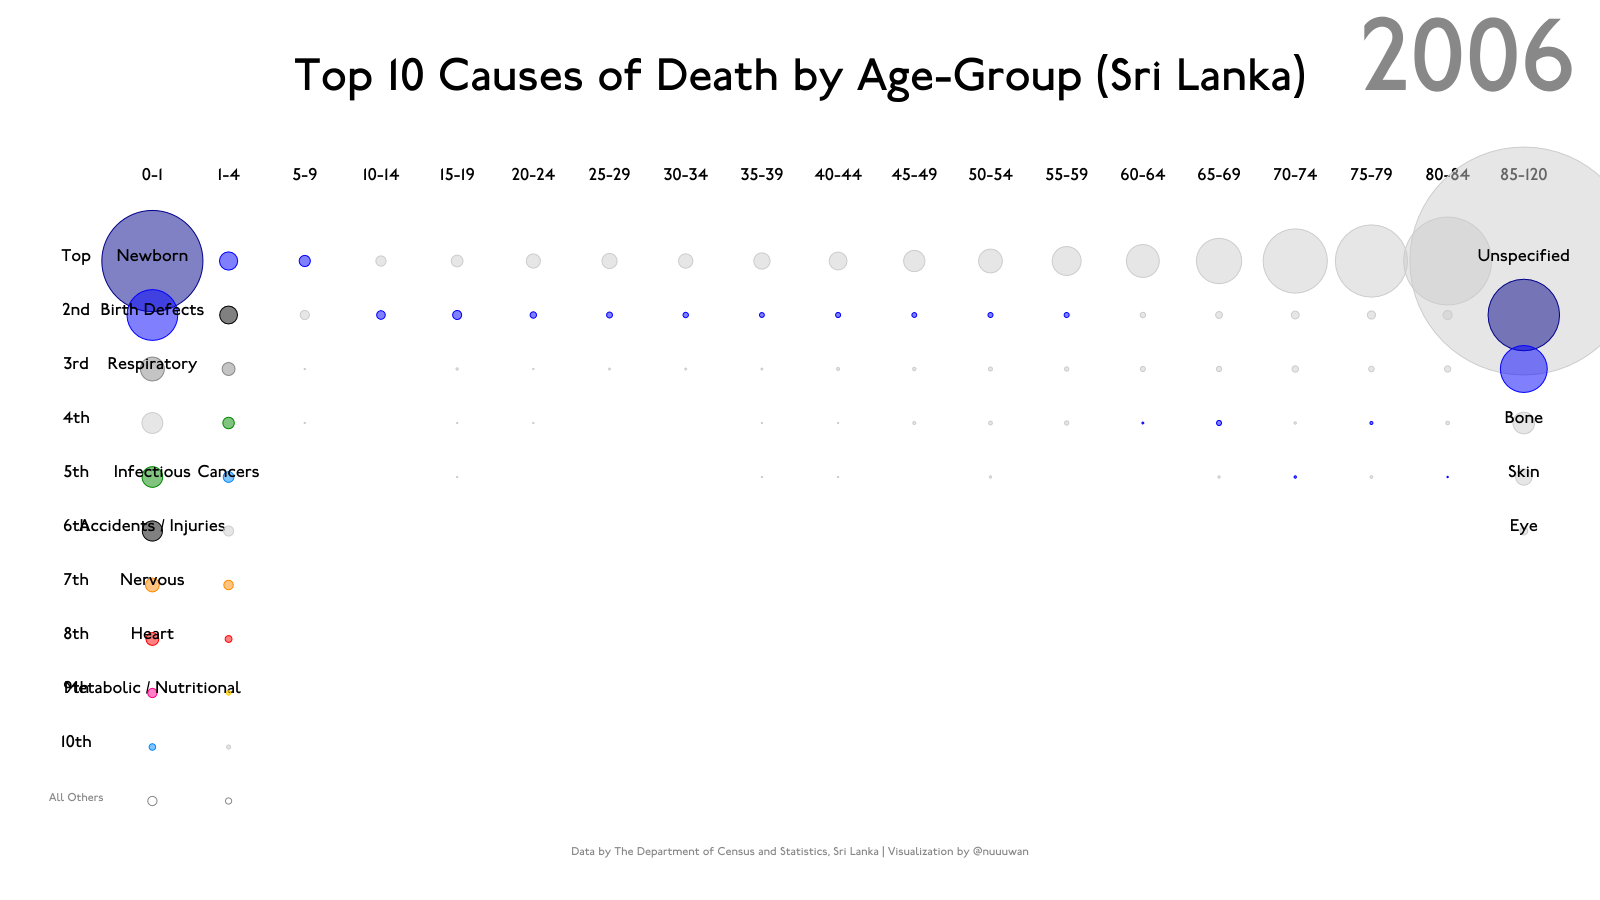 2006
Top 10 Causes of Death by Age-Group (Sri Lanka)
0-1 1-4 5-9 10-14 15-19 20-24 25-29 30-34 35-39 40-44 45-49 50-54 55-59 60-64 65-69 70-74 75-79 80-84 85-120
Top Newborn Unspecified
2nd Birth Defects
3rd Respiratory
4th Bone
5th Infectious Cancers Skin
6th Accidents / Injuries Eye
7th Nervous
8th Heart
9th Metabolic / Nutritional
10th
All Others
Data by The Department of Census and Statistics, Sri Lanka | Visualization by @nuuuwan